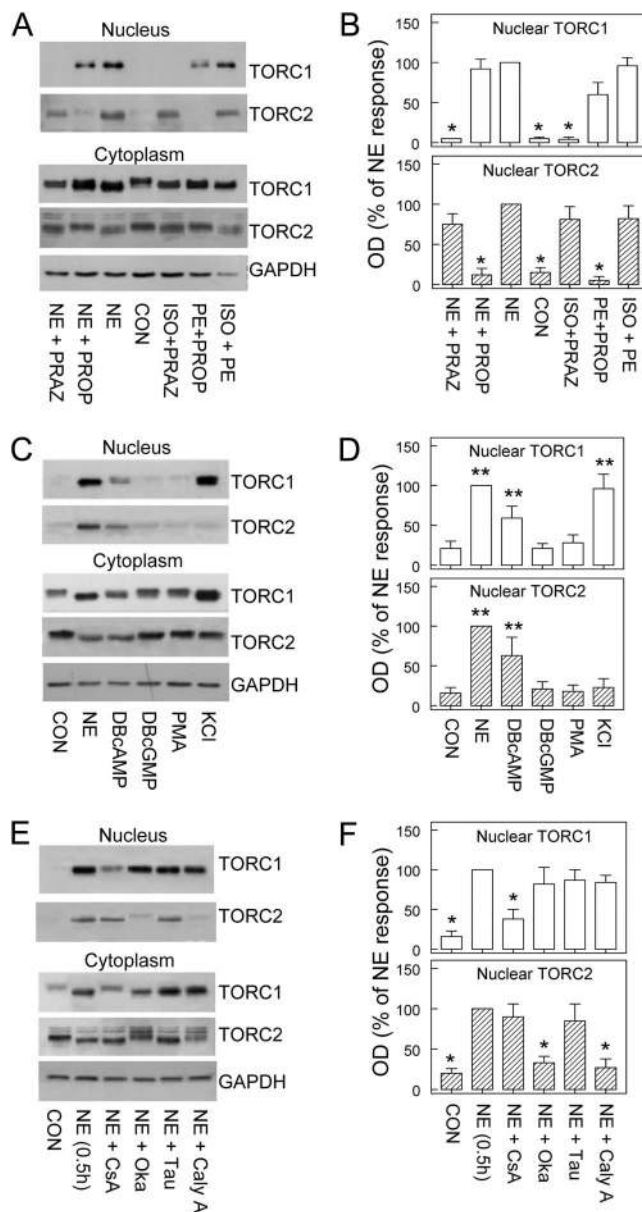 A
Nucleus
TORC1
TORC2
Cytoplasm
TORC1
TORC2
GAPDH
NE + PRAZ
NE + PROP
NE
CON
ISO+PRAZ
PE+PROP
ISO + PE
B
Nuclear TORC1
150
100
50
0
* * *
Nuclear TORC2
150
100
50
0
* * *
OD (% of NE response)
NE + PRAZ
NE + PROP
NE
CON
ISO+PRAZ
PE+PROP
ISO + PE
C
Nucleus
TORC1
TORC2
Cytoplasm
TORC1
TORC2
GAPDH
CON
NE
DBcAMP
DBcGMP
PMA
KCl
D
Nuclear TORC1
150
100
50
0
** ** **
Nuclear TORC2
150
100
50
0
** **
OD (% of NE response)
CON
NE
DBcAMP
DBcGMP
PMA
KCl
E
Nucleus
TORC1
TORC2
Cytoplasm
TORC1
TORC2
GAPDH
CON
NE (0.5h)
NE + CsA
NE + Oka
NE + Tau
NE + Caly A
F
Nuclear TORC1
150
100
50
0
* *
Nuclear TORC2
150
100
50
0
* * *
OD (% of NE response)
CON
NE (0.5h)
NE + CsA
NE + Oka
NE + Tau
NE + Caly A